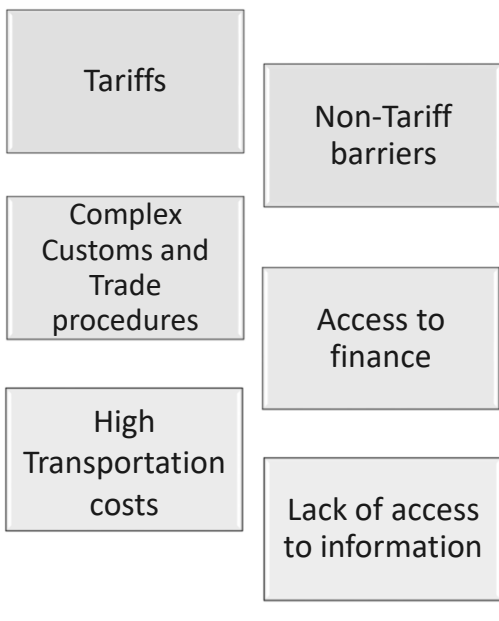 Tariffs
Non-Tariff
barriers
Complex
Customs and
Trade
procedures
Access to
finance
High
Transportation
costs
Lack of access
to information